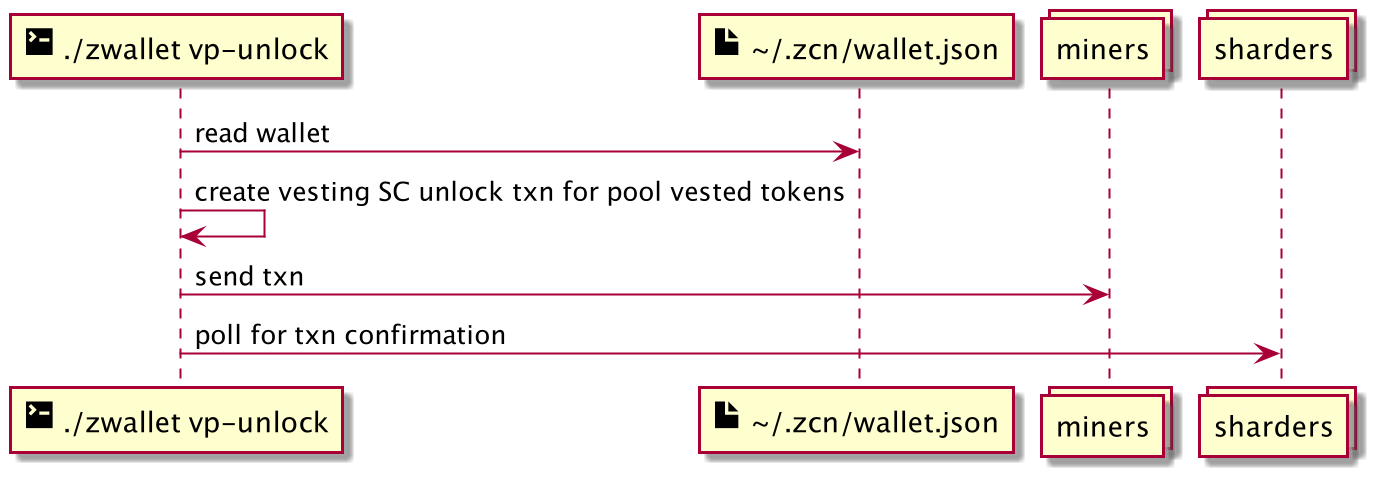 ./zwallet vp-unlock
~/.zcn/wallet.json
miners
sharders
read wallet
create vesting SC unlock txn for pool vested tokens
send txn
poll for txn confirmation
./zwallet vp-unlock
~/.zcn/wallet.json
miners
sharders